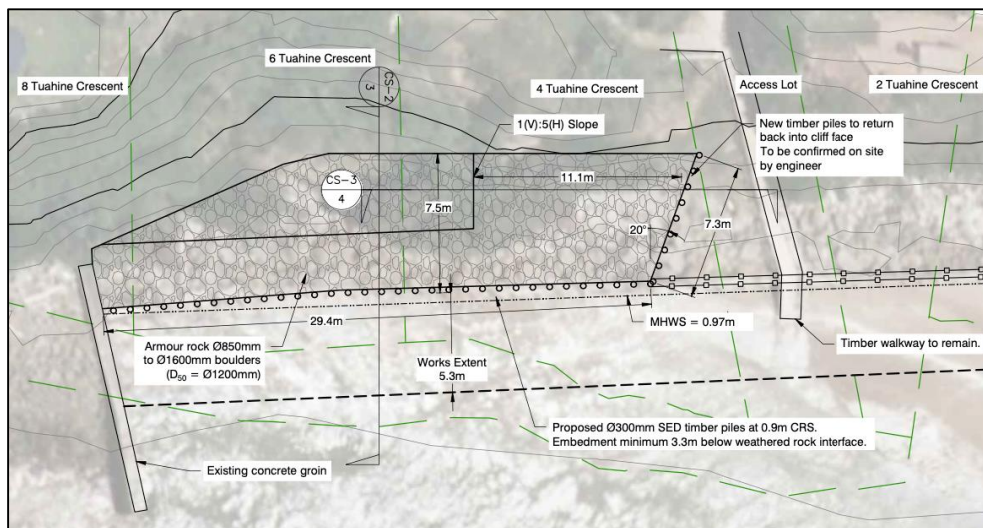 8 Tuahine Crescent
6 Tuahine Crescent
CS-2
3
4 Tuahine Crescent
Access Lot
2 Tuahine Crescent
1(V):5(H) Slope
New timber piles to return
back into cliff face
To be confirmed on site
by engineer
CS-3
4
7.5m
11.1m
7.3m
20°
29.4m
MHWS = 0.97m
Armour rock Ø850mm
to Ø1600mm boulders
(D50 = Ø1200mm)
Works Extent
5.3m
Timber walkway to remain.
Proposed Ø300mm SED timber piles at 0.9m CRS.
Embedment minimum 3.3m below weathered rock interface.
Existing concrete groin